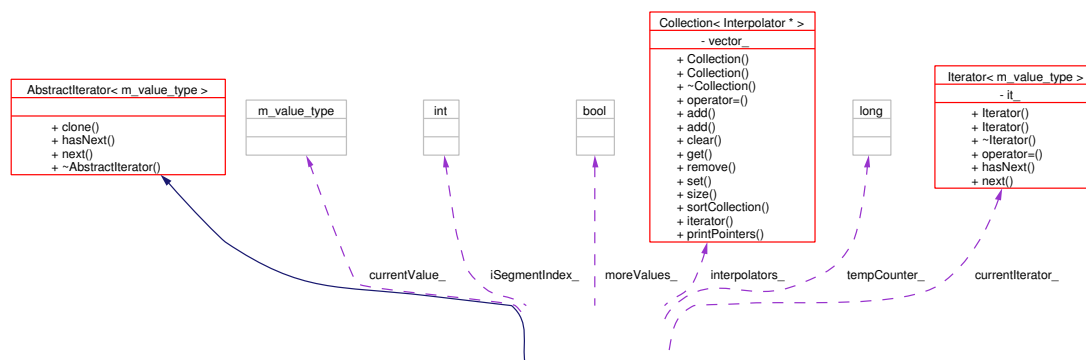 Collection< Interpolator * >
- vector_
+ Collection()
+ Collection()
+ ~Collection()
+ operator=()
+ add()
+ add()
+ clear()
+ get()
+ remove()
+ set()
+ size()
+ sortCollection()
+ iterator()
+ printPointers()
AbstractIterator< m_value_type >
+ clone()
+ hasNext()
+ next()
+ ~AbstractIterator()
m_value_type
int
bool
long
Iterator< m_value_type >
- it_
+ Iterator()
+ Iterator()
+ ~Iterator()
+ operator=()
+ hasNext()
+ next()
currentValue_
iSegmentIndex_
moreValues_
interpolators_
tempCounter_
currentIterator_